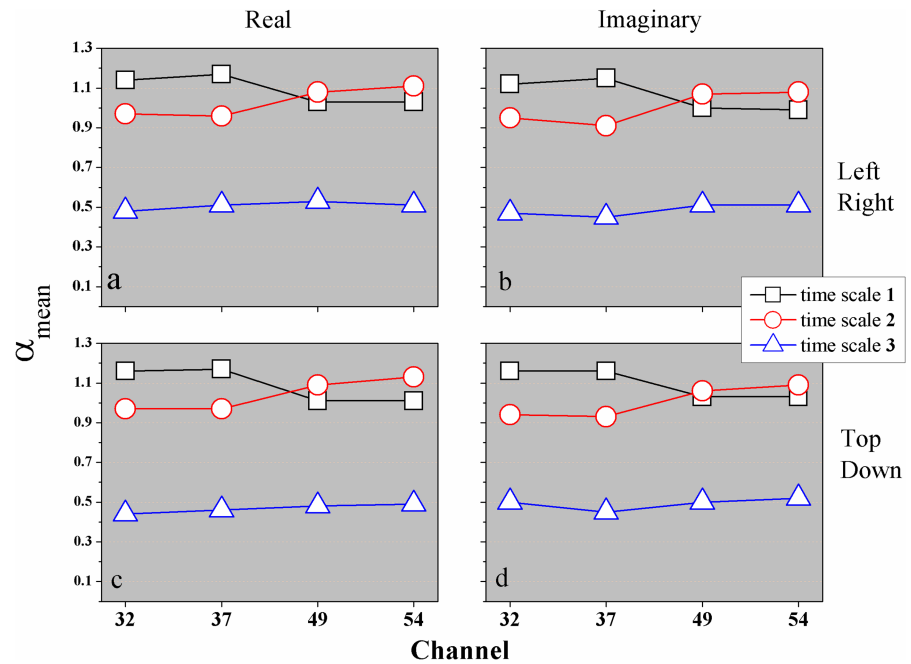 Real
Imaginary
1.3
1.1
0.9
0.7
0.5
0.3
0.1
a
b
Left
Right
time scale 1
time scale 2
time scale 3
αmean
1.3
1.1
0.9
0.7
0.5
0.3
0.1
c
d
Top
Down
32 37 49 54
32 37 49 54
Channel